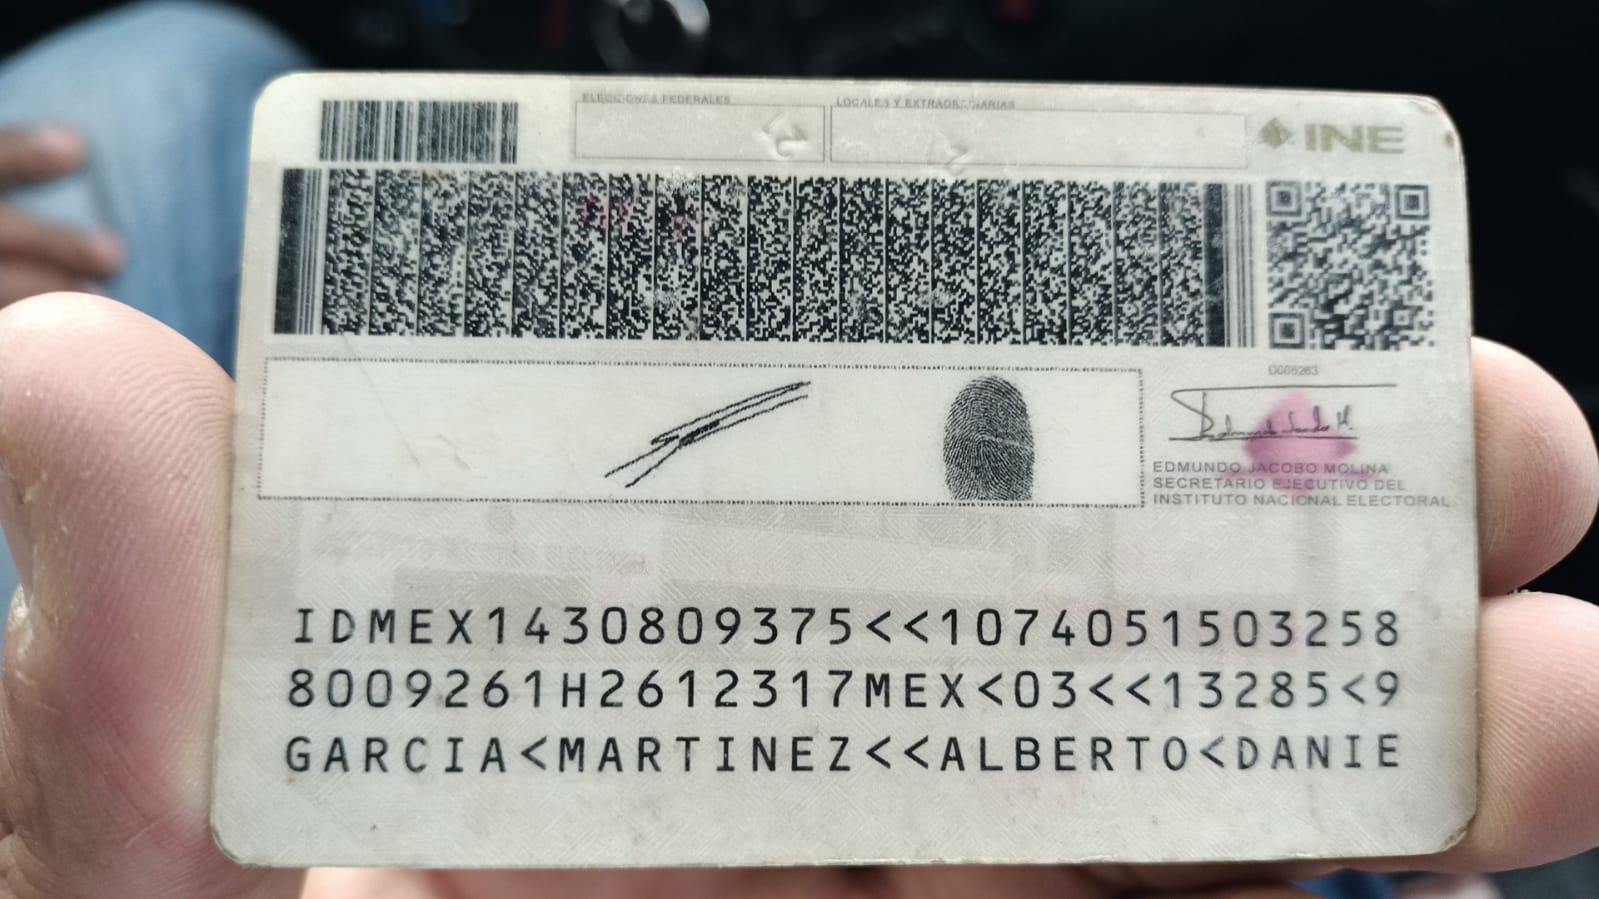 ELECCIONES FEDERALES
LOCALES Y EXTRAORDINARIAS
INE
EDMUNDO JACOBO MOLINA
SECRETARIO EJECUTIVO DEL
INSTITUTO NACIONAL ELECTORAL
IDMEX1430809375<<1074051503258
8009261H2612317MEX<03<<13285<9
GARCIA<MARTINEZ<<ALBERTO<DANIE